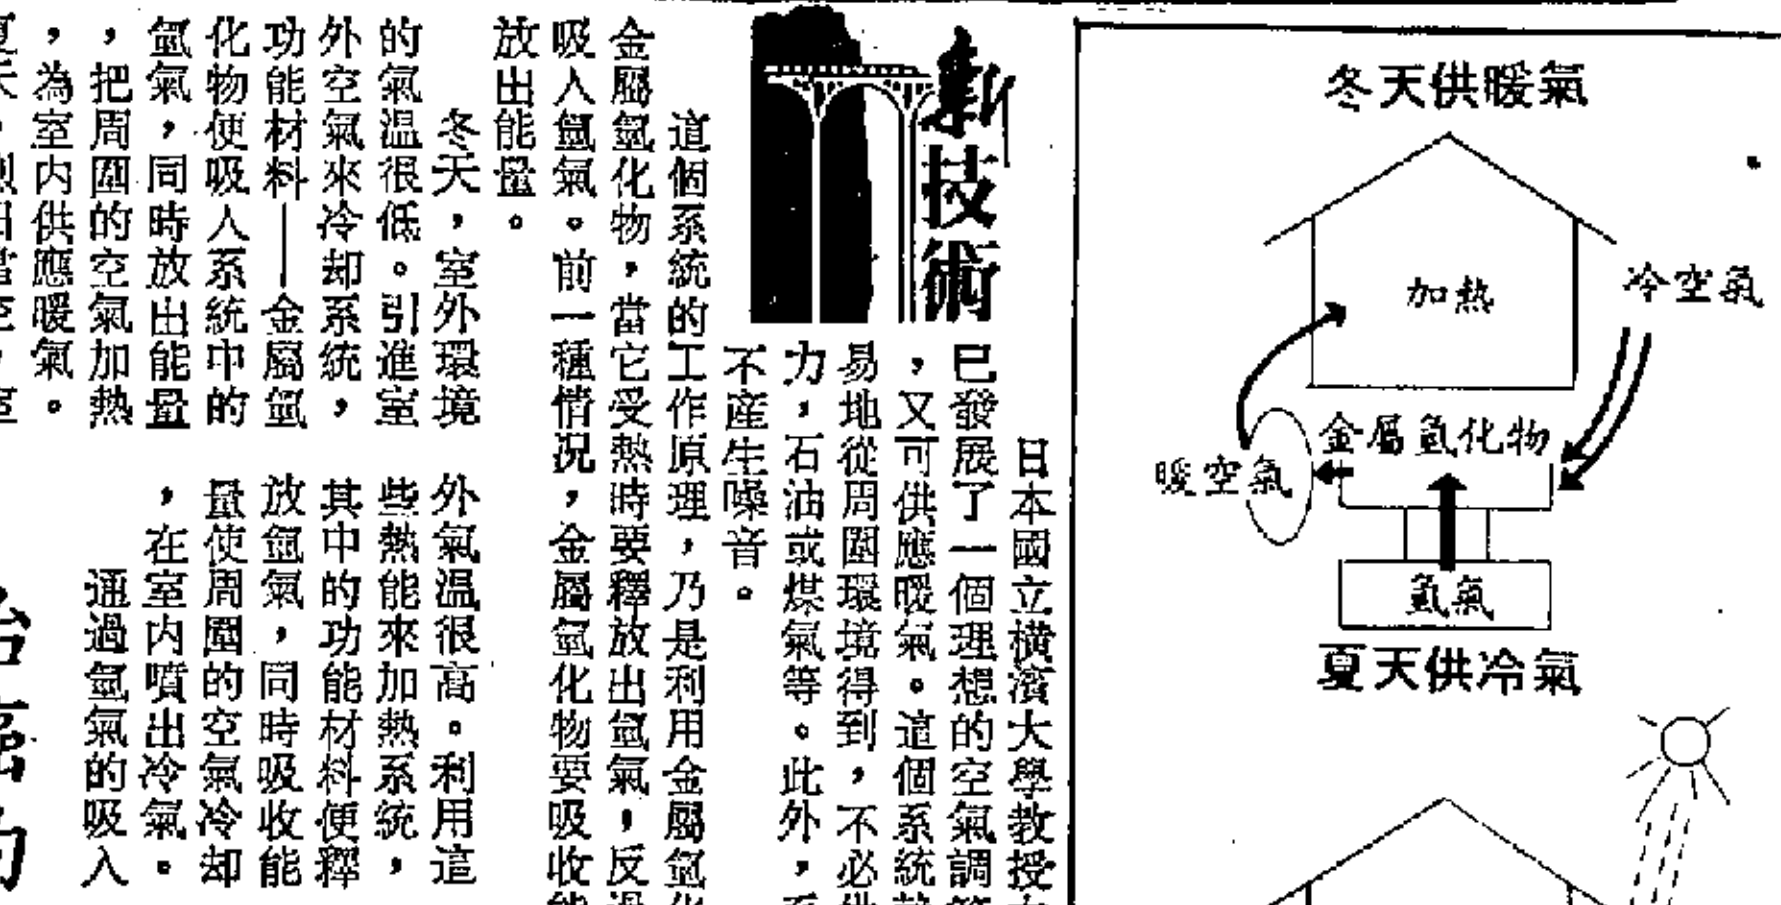 新技術
日本國立橫濱大學教授
已發展了一個理想的空氣調
，又可供應暖氣。這個系統
易地從周圍環境得到，不必
力，石油或煤氣等。此外，
不產生噪音。
這個系統的工作原理，乃是利用金屬氫
金屬氫化物，當它受熱時要釋放出氫氣，反
吸入氫氣。前一種情況，金屬氫化物要吸收
放出能量。
冬天，室外環境
的氣温很低。引進室
外空氣來冷却系統，
功能材料——金屬氫
化物便吸入系統中的
氫氣，同時放出能量
，把周圍的空氣加熱
，為室内供應暖氣。
外氣温很高。利用這
些熱能來加熱系統，
其中的功能材料便釋
放氫氣，同時吸收能
量使周圍的空氣冷却
，在室内噴出冷氣。
通過氫氣的吸入
冬天供暖氣
加熱
冷空氣
金屬氫化物
暖空氣
氫氣
夏天供冷氣